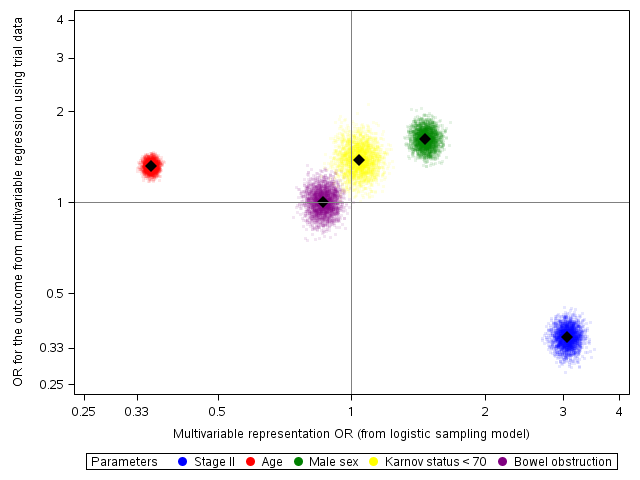 OR for the outcome from multivariable regression using trial data
4
3
2
1
0.5
0.33
0.25
0.25 0.33 0.5 1 2 3 4
Multivariable representation OR (from logistic sampling model)
Parameters Stage II Age Male sex Karnov status < 70 Bowel obstruction